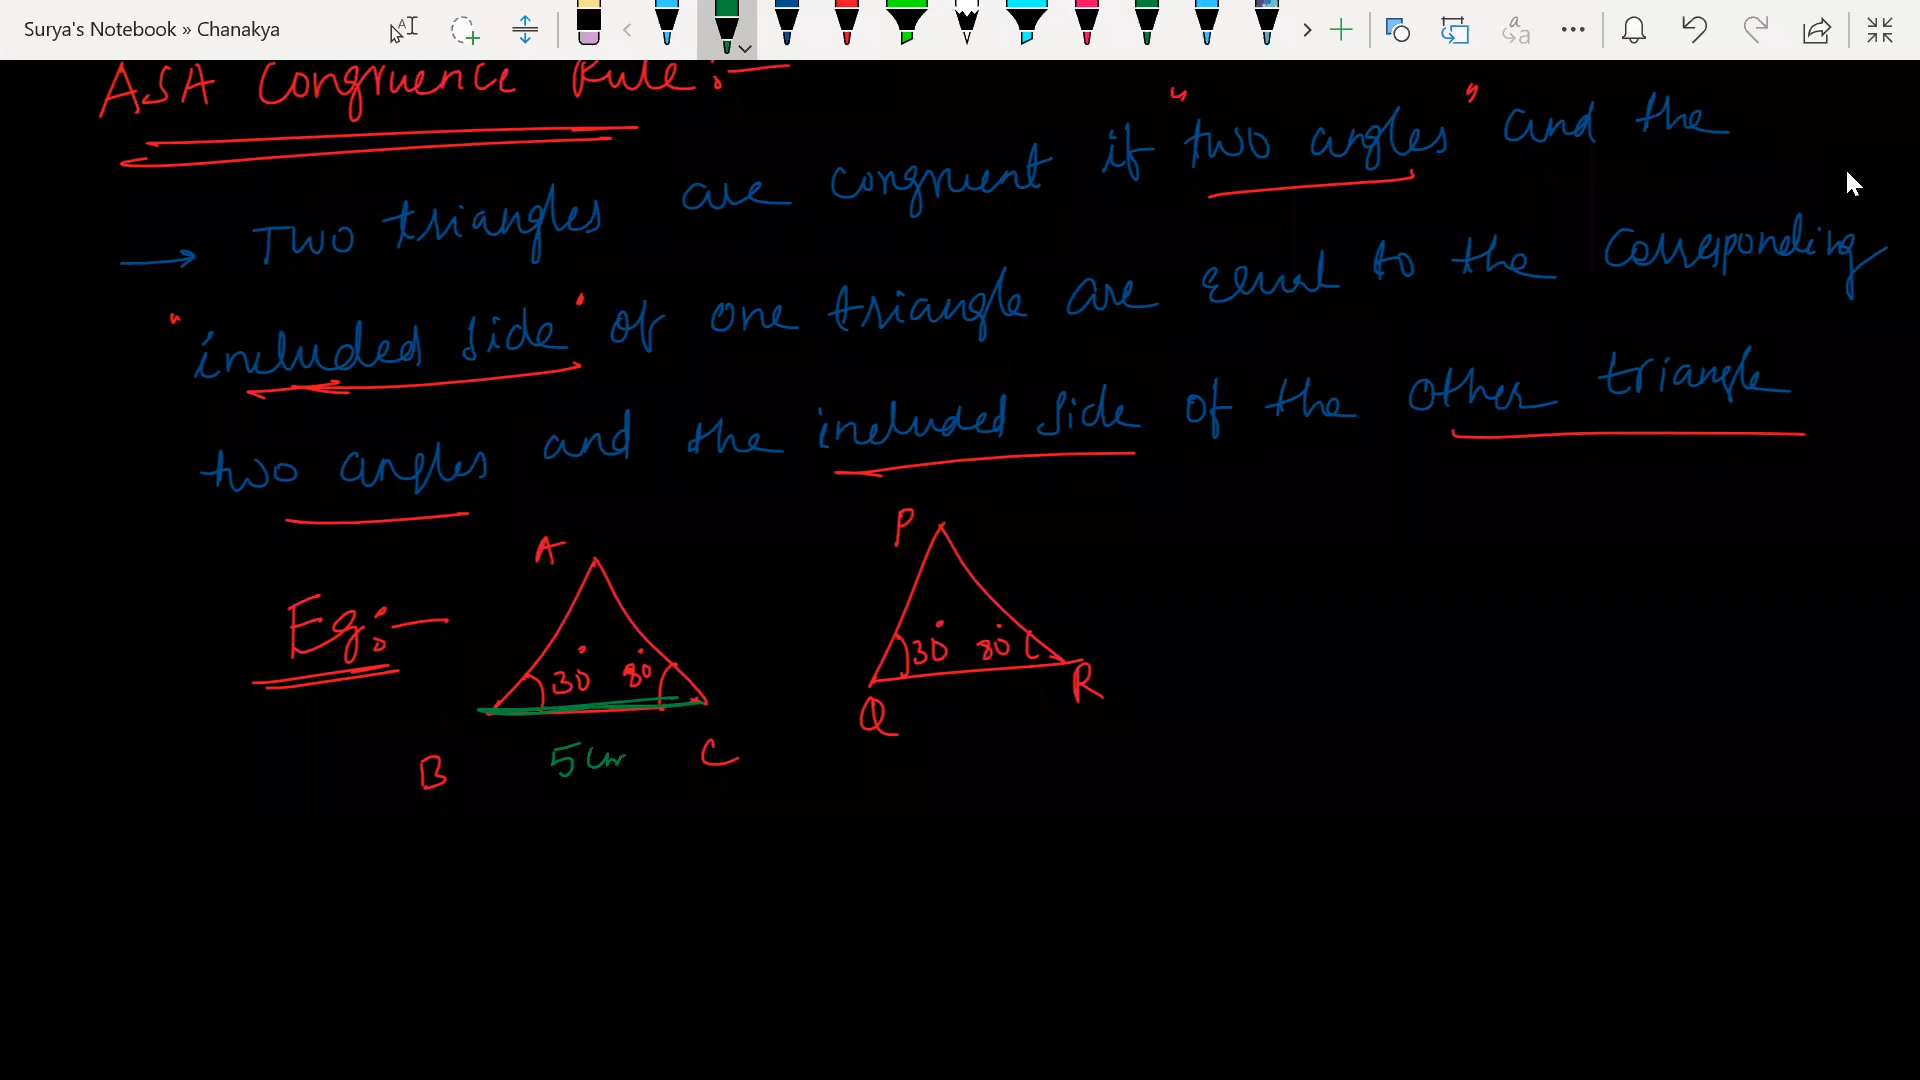 Surya's Notebook » Chanakya
ASA Congruence Rule:-
→ Two triangles are congruent if "two angles" and the
"included side" of one triangle are equal to the corresponding
two angles and the included side of the other triangle
Eg:-
A
30° 80°
B 5cm C
P
30° 80°
Q R